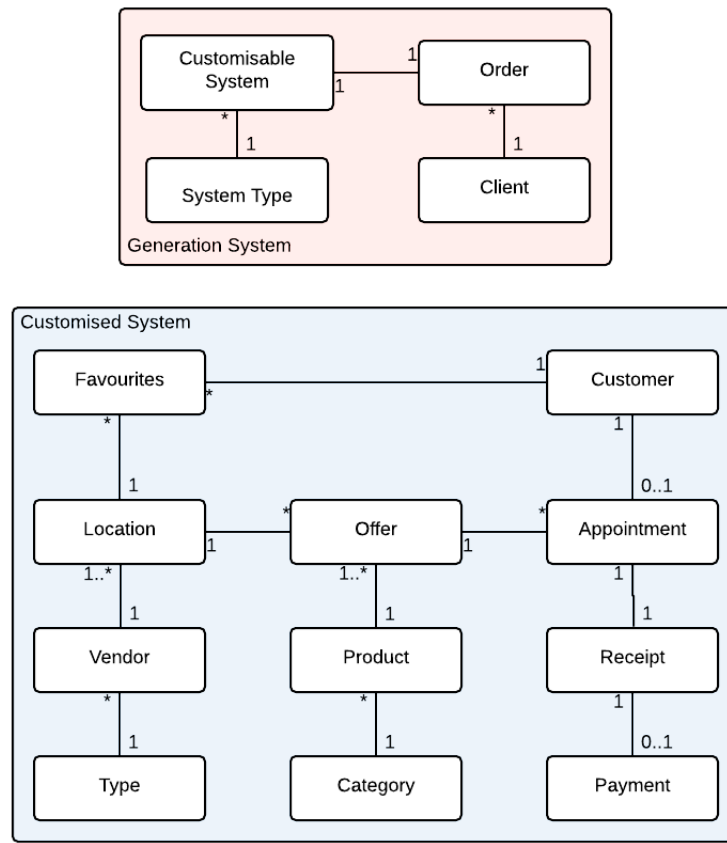 Customisable
System
1
1
Order
*
1
*
1
System Type
Client
Generation System
Customised System
Favourites
*
1
Customer
*
1
1
0..1
Location
1
*
Offer
1
*
Appointment
1..*
1
1..*
1
1
1
Vendor
Product
Receipt
*
1
*
1
1
0..1
Type
Category
Payment